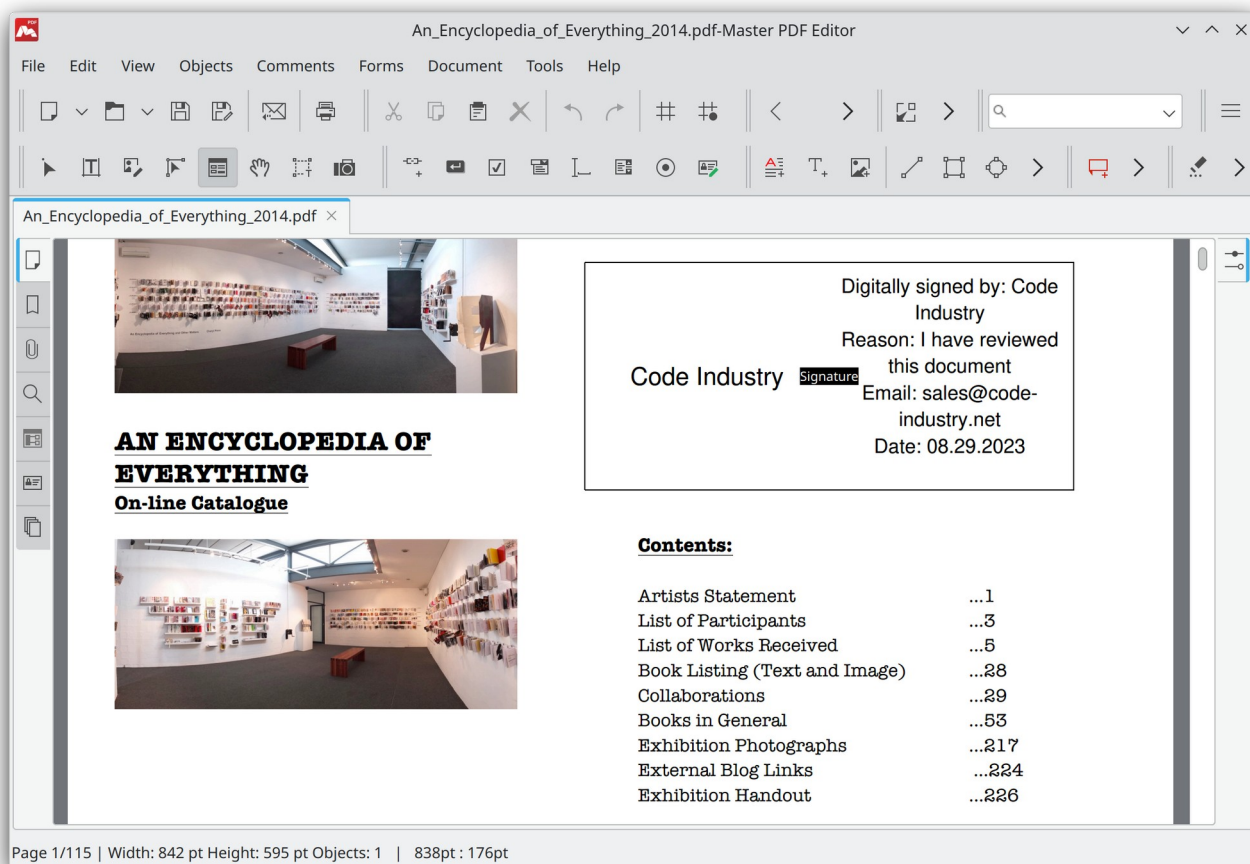 An_Encyclopedia_of_Everything_2014.pdf-Master PDF Editor
File Edit View Objects Comments Forms Document Tools Help
An_Encyclopedia_of_Everything_2014.pdf
AN ENCYCLOPEDIA OF
EVERYTHING
On-line Catalogue
Code Industry
Signature
Digitally signed by: Code
Industry
Reason: I have reviewed
this document
Email: sales@code-
industry.net
Date: 08.29.2023
Contents:
Artists Statement ...1
List of Participants ...3
List of Works Received ...5
Book Listing (Text and Image) ...28
Collaborations ...29
Books in General ...53
Exhibition Photographs ...217
External Blog Links ...224
Exhibition Handout ...226
Page 1/115 | Width: 842 pt Height: 595 pt Objects: 1 | 838pt : 176pt